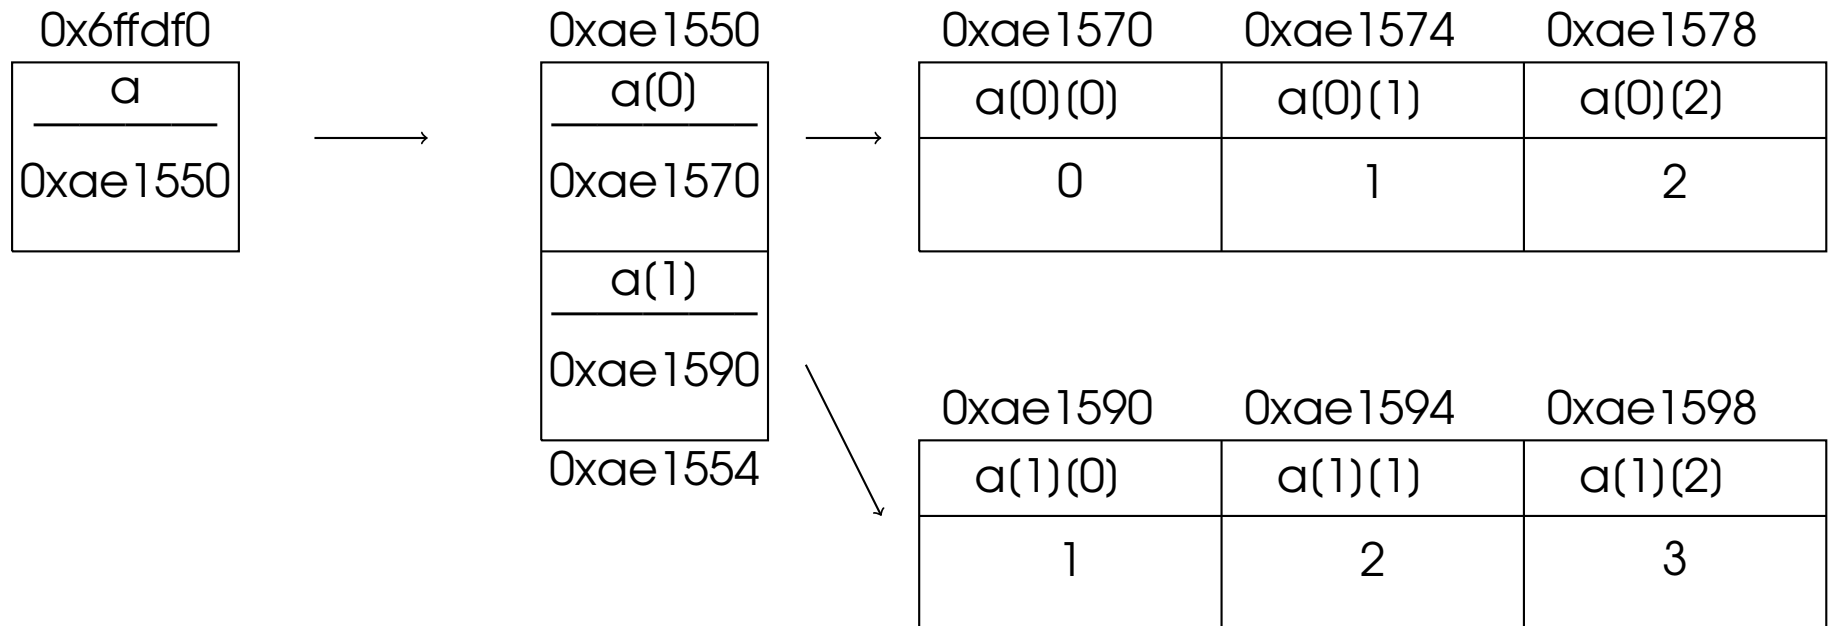 0x6ffdf0 0xae1550 0xae1570 0xae1574 0xae1578
a a(0) a(0)(0) a(0)(1) a(0)(2)
0xae1550 0xae1570 0 1 2
a(1)
0xae1590
0xae1590 0xae1594 0xae1598
0xae1554 a(1)(0) a(1)(1) a(1)(2)
1 2 3